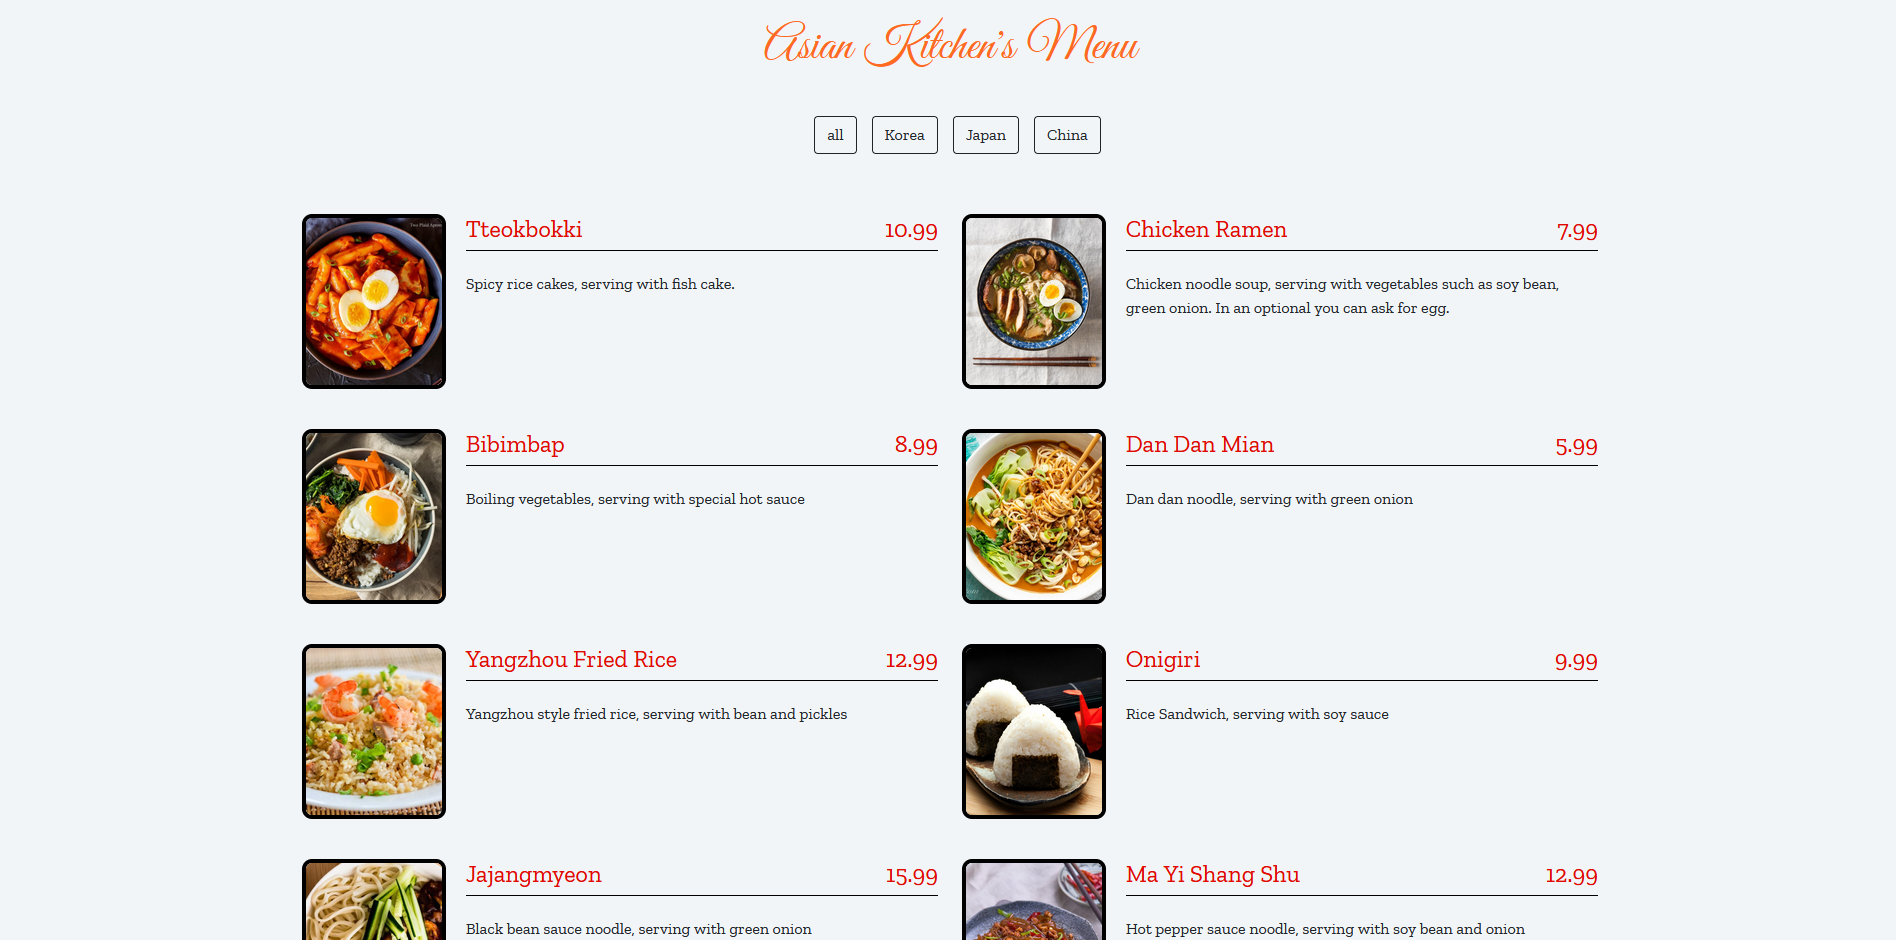 Asian Kitchen's Menu
all
Korea
Japan
China
Tteokbokki 10.99
Spicy rice cakes, serving with fish cake.
Chicken Ramen 7.99
Chicken noodle soup, serving with vegetables such as soy bean,
green onion. In an optional you can ask for egg.
Bibimbap 8.99
Boiling vegetables, serving with special hot sauce
Dan Dan Mian 5.99
Dan dan noodle, serving with green onion
Yangzhou Fried Rice 12.99
Yangzhou style fried rice, serving with bean and pickles
Onigiri 9.99
Rice Sandwich, serving with soy sauce
Jajangmyeon 15.99
Black bean sauce noodle, serving with green onion
Ma Yi Shang Shu 12.99
Hot pepper sauce noodle, serving with soy bean and onion